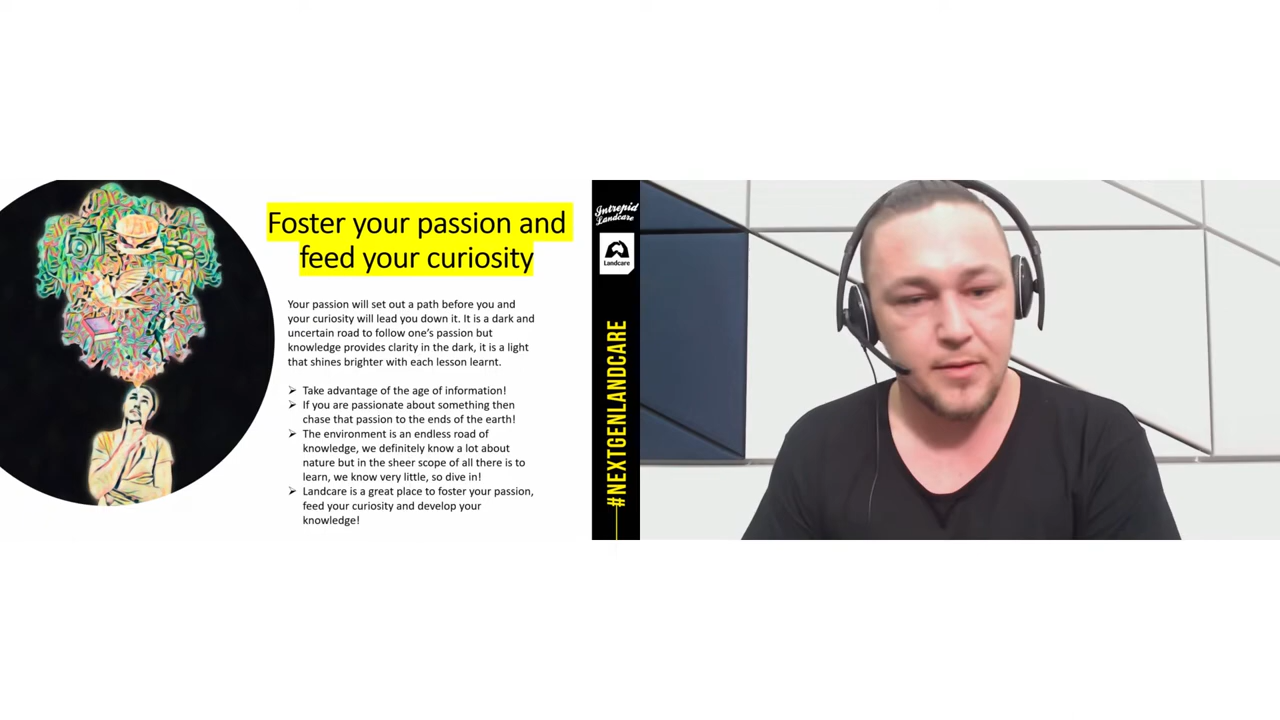 Foster your passion and
feed your curiosity
Your passion will set out a path before you and
your curiosity will lead you down it. It is a dark and
uncertain road to follow one’s passion but
knowledge provides clarity in the dark, it is a light
that shines brighter with each lesson learnt.
➢ Take advantage of the age of information!
➢ If you are passionate about something then
chase that passion to the ends of the earth!
➢ The environment is an endless road of
knowledge, we definitely know a lot about
nature but in the sheer scope of all there is to
learn, we know very little, so dive in!
➢ Landcare is a great place to foster your passion,
feed your curiosity and develop your
knowledge!
Intrepid
Landcare
Landcare
#NEXTGENLANDCARE